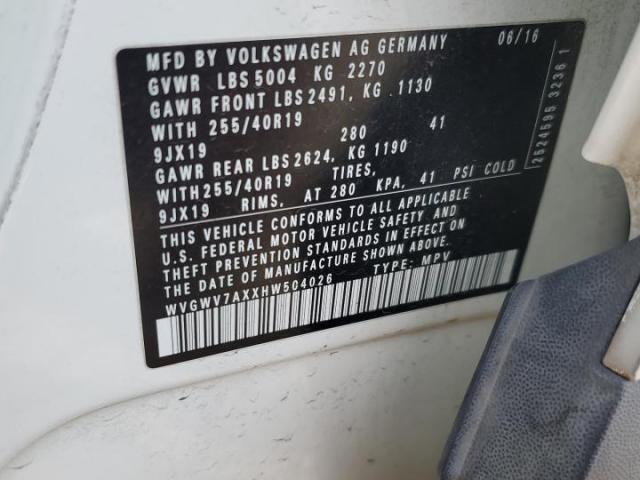 MFD BY VOLKSWAGEN AG GERMANY 06/16
GVWR LBS 5004 KG 2270
GAWR FRONT LBS 2491, KG 1130
WITH 255/40R19
9JX19 280 41
GAWR REAR LBS 2624, KG 1190
WITH255/40R19 TIRES,
9JX19 RIMS, AT 280 KPA, 41 PSI COLD
THIS VEHICLE CONFORMS TO ALL APPLICABLE
U.S. FEDERAL MOTOR VEHICLE SAFETY AND
THEFT PREVENTION STANDARDS IN EFFECT ON
THE DATE OF MANUFACTURE SHOWN ABOVE.
WVGWV7AXXHW504026 TYPE: MPV
2524595 3236 1